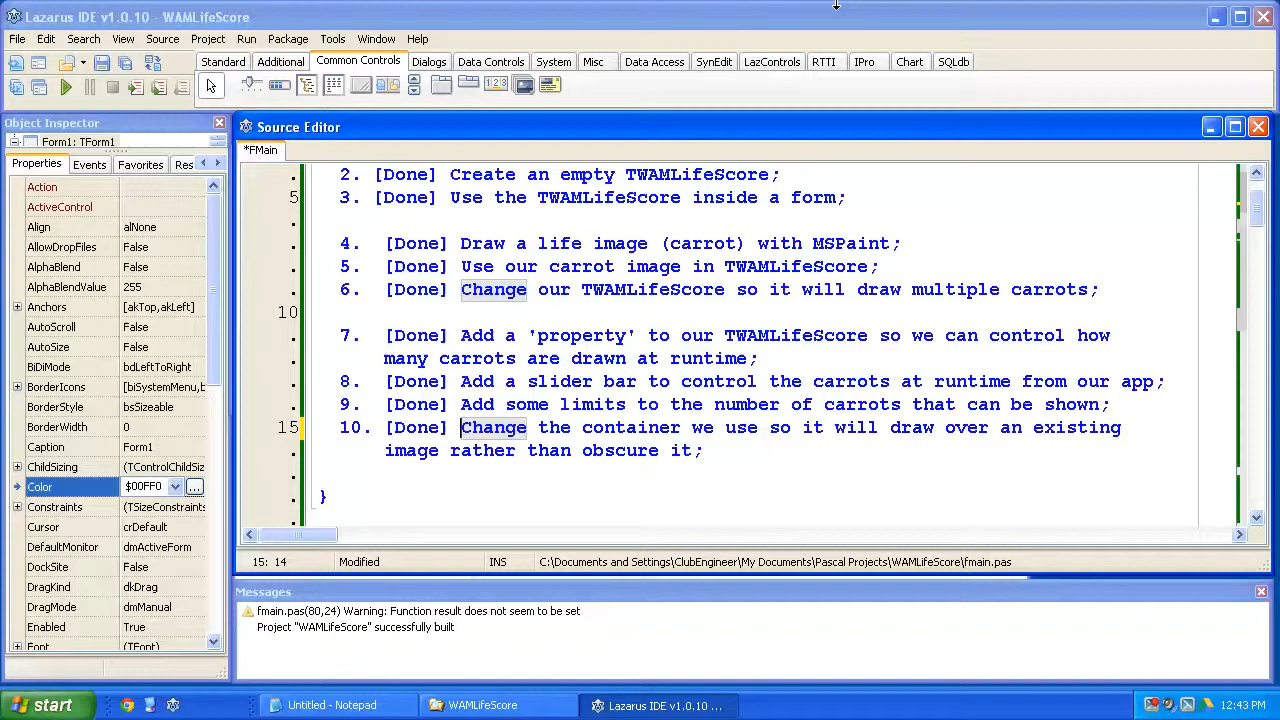 Lazarus IDE v1.0.10 - WAMLifeScore
File Edit Search View Source Project Run Package Tools Window Help
Standard Additional Common Controls Dialogs Data Controls System Misc Data Access SynEdit LazControls RTTI IPro Chart SQLdb
Object Inspector
Form1: TForm1
Properties Events Favorites Res
Action
ActiveControl
Align alNone
AllowDropFiles False
AlphaBlend False
AlphaBlendValue 255
Anchors [akTop,akLeft]
AutoScroll False
AutoSize False
BiDiMode bdLeftToRight
BorderIcons [biSystemMenu,b
BorderStyle bsSizeable
BorderWidth 0
Caption Form1
ChildSizing (TControlChildSiz
Color $00FF0 ...
Constraints (TSizeConstraints
Cursor crDefault
DefaultMonitor dmActiveForm
DockSite False
DragKind dkDrag
DragMode dmManual
Enabled True
Font (TFont)
Source Editor
*FMain
2. [Done] Create an empty TWAMLifeScore;
5 3. [Done] Use the TWAMLifeScore inside a form;
4. [Done] Draw a life image (carrot) with MSPaint;
5. [Done] Use our carrot image in TWAMLifeScore;
6. [Done] Change our TWAMLifeScore so it will draw multiple carrots;
10
7. [Done] Add a 'property' to our TWAMLifeScore so we can control how
many carrots are drawn at runtime;
8. [Done] Add a slider bar to control the carrots at runtime from our app;
9. [Done] Add some limits to the number of carrots that can be shown;
15 10. [Done] Change the container we use so it will draw over an existing
image rather than obscure it;
}
15: 14 Modified INS C:\Documents and Settings\ClubEngineer\My Documents\Pascal Projects\WAMLifeScore\fmain.pas
Messages
fmain.pas(80,24) Warning: Function result does not seem to be set
Project "WAMLifeScore" successfully built
start Untitled - Notepad WAMLifeScore Lazarus IDE v1.0.10 ... 12:43 PM